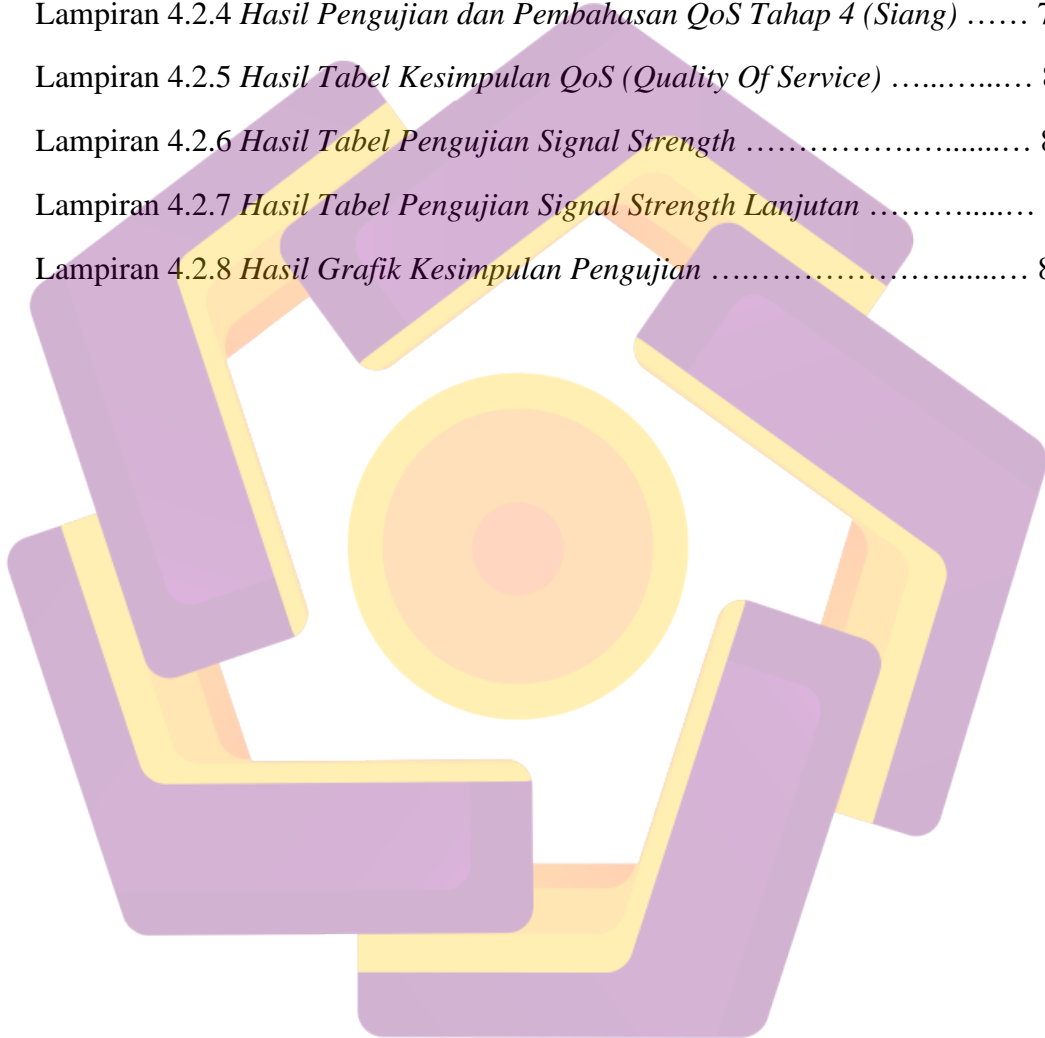 Lampiran 4.2.4 Hasil Pengujian dan Pembahasan QoS Tahap 4 (Siang) …… 7
Lampiran 4.2.5 Hasil Tabel Kesimpulan QoS (Quality Of Service) …...…...… 8
Lampiran 4.2.6 Hasil Tabel Pengujian Signal Strength …………….…......… 8
Lampiran 4.2.7 Hasil Tabel Pengujian Signal Strength Lanjutan ………......…
Lampiran 4.2.8 Hasil Grafik Kesimpulan Pengujian ….……………….......… 8